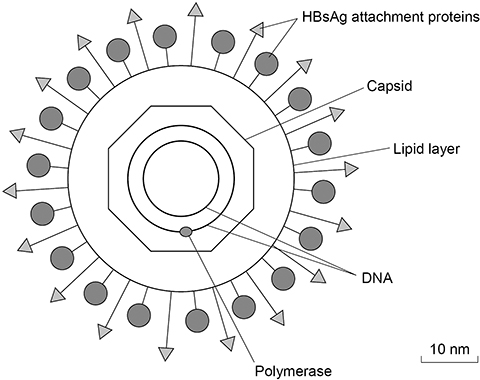 HBsAg attachment proteins
Capsid
Lipid layer
DNA
10 nm
Polymerase